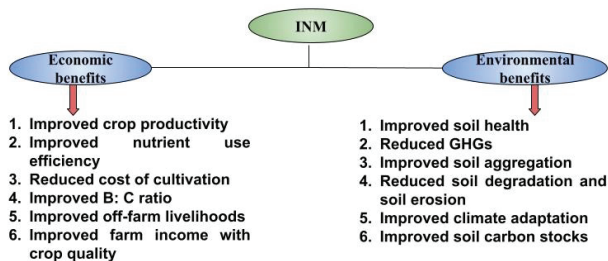 INM
Economic
benefits
Environmental
benefits
1. Improved crop productivity
2. Improved nutrient use
efficiency
3. Reduced cost of cultivation
4. Improved B: C ratio
5. Improved off-farm livelihoods
6. Improved farm income with
crop quality
1. Improved soil health
2. Reduced GHGs
3. Improved soil aggregation
4. Reduced soil degradation and
soil erosion
5. Improved climate adaptation
6. Improved soil carbon stocks